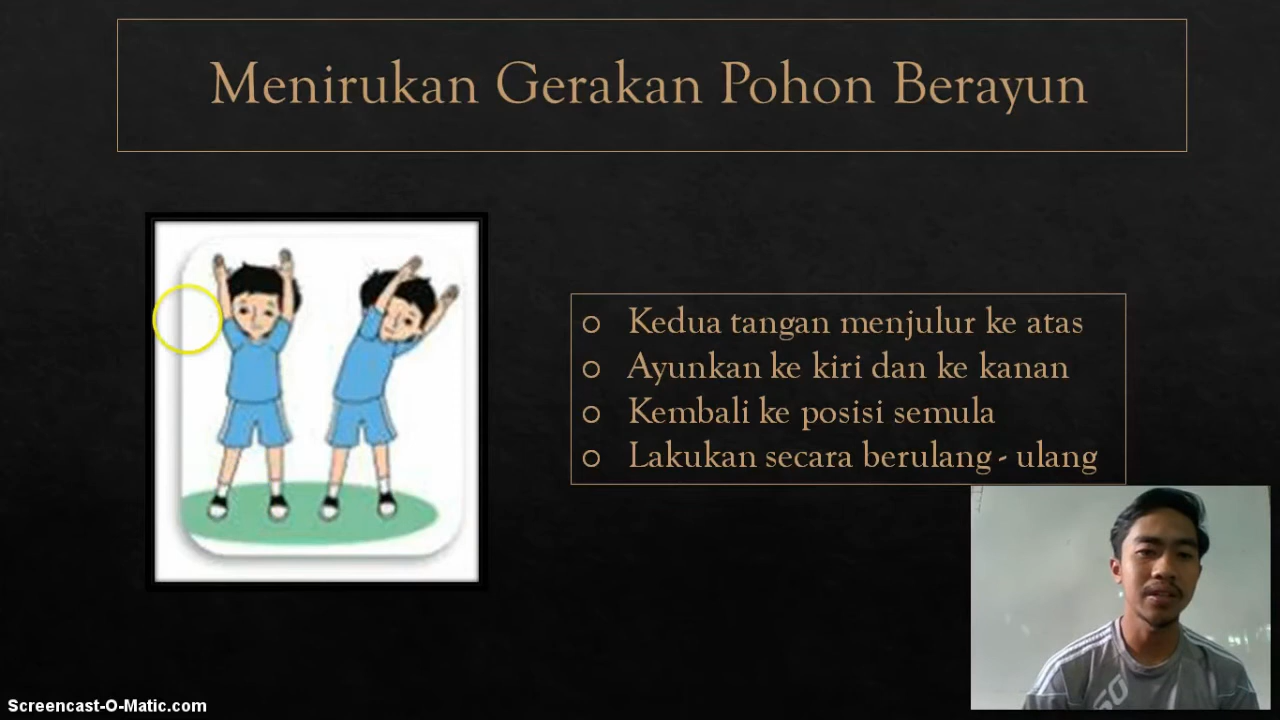 Menirukan Gerakan Pohon Berayun
Kedua tangan menjulur ke atas
Ayunkan ke kiri dan ke kanan
Kembali ke posisi semula
Lakukan secara berulang - ulang
Screencast-O-Matic.com